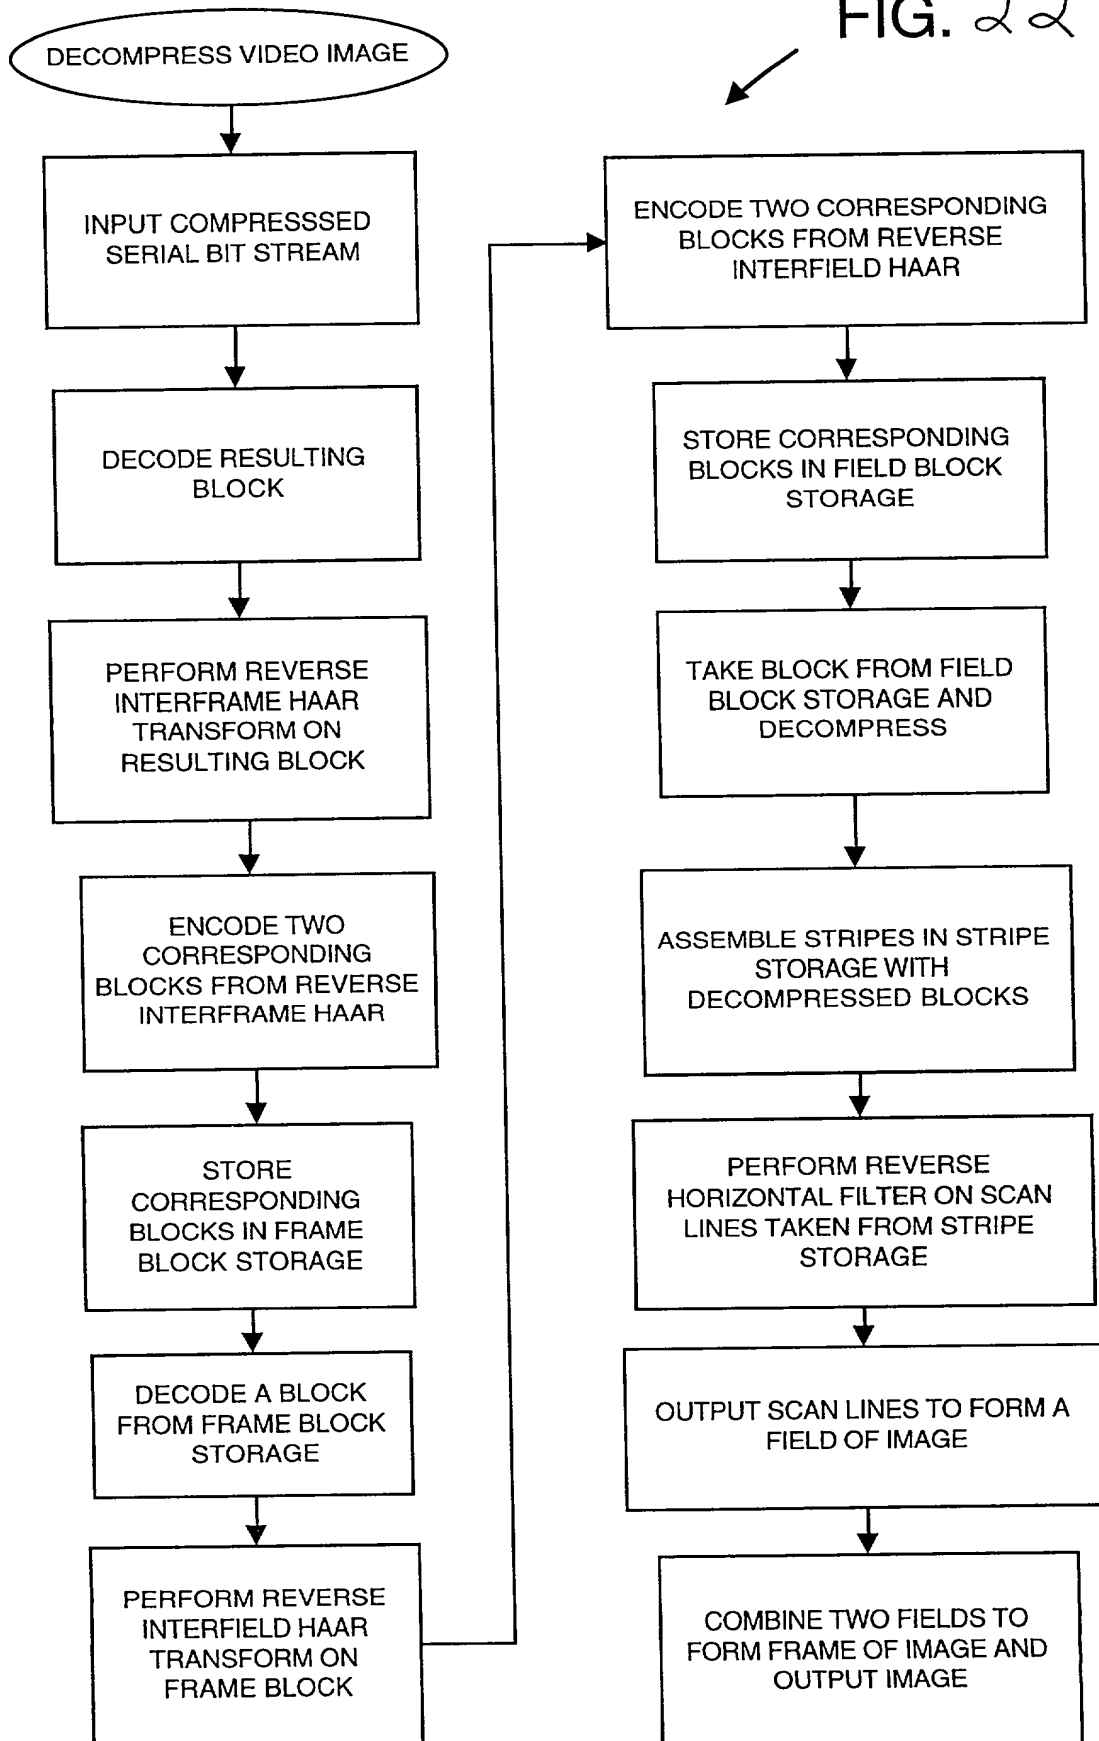 FIG. 22
DECOMPRESS VIDEO IMAGE
INPUT COMPRESSSED
SERIAL BIT STREAM
DECODE RESULTING
BLOCK
PERFORM REVERSE
INTERFRAME HAAR
TRANSFORM ON
RESULTING BLOCK
ENCODE TWO
CORRESPONDING
BLOCKS FROM REVERSE
INTERFRAME HAAR
STORE
CORRESPONDING
BLOCKS IN FRAME
BLOCK STORAGE
DECODE A BLOCK
FROM FRAME BLOCK
STORAGE
PERFORM REVERSE
INTERFIELD HAAR
TRANSFORM ON
FRAME BLOCK
ENCODE TWO CORRESPONDING
BLOCKS FROM REVERSE
INTERFIELD HAAR
STORE CORRESPONDING
BLOCKS IN FIELD BLOCK
STORAGE
TAKE BLOCK FROM FIELD
BLOCK STORAGE AND
DECOMPRESS
ASSEMBLE STRIPES IN STRIPE
STORAGE WITH
DECOMPRESSED BLOCKS
PERFORM REVERSE
HORIZONTAL FILTER ON SCAN
LINES TAKEN FROM STRIPE
STORAGE
OUTPUT SCAN LINES TO FORM A
FIELD OF IMAGE
COMBINE TWO FIELDS TO
FORM FRAME OF IMAGE AND
OUTPUT IMAGE